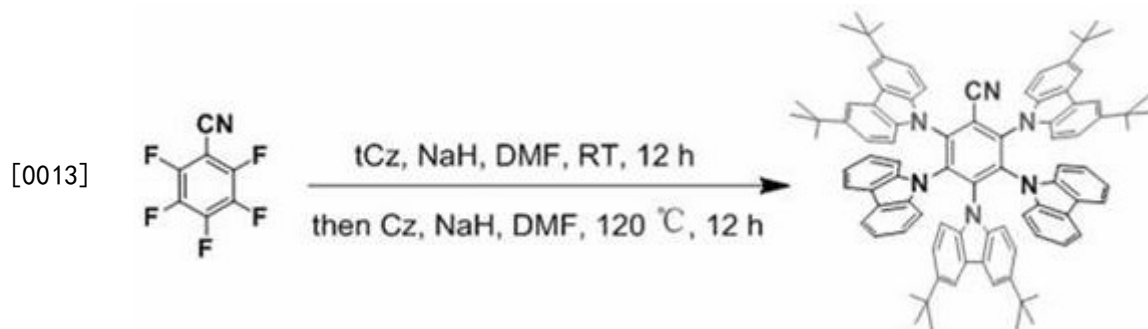 [0013]
CN
F
F
F
F
F
tCz, NaH, DMF, RT, 12 h
then Cz, NaH, DMF, 120 ℃, 12 h
CN
N
N
N
N
N